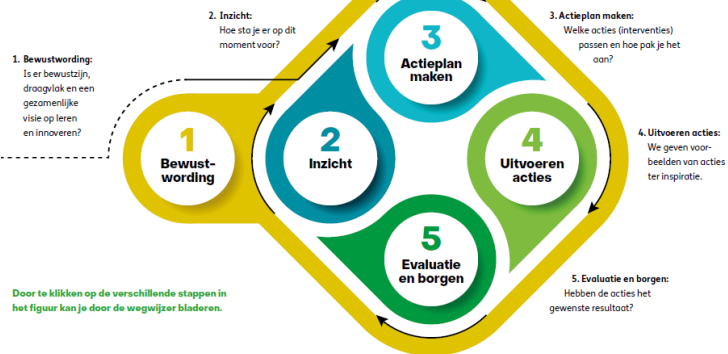 2. Inzicht:
Hoe sta je er op dit
moment voor?
3. Actieplan maken:
Welke acties (interventies)
passen en hoe pak je het
aan?
1. Bewustwording:
Is er bewustzijn,
draagvlak en een
gezamenlijke
visie op leren
en innoveren?
1
Bewust-
wording
2
Inzicht
3
Actieplan
maken
4
Uitvoeren
acties
5
Evaluatie
en borgen
4. Uitvoeren acties:
We geven voor-
beelden van acties
ter inspiratie.
5. Evaluatie en borgen:
Hebben de acties het
gewenste resultaat?
Door te klikken op de verschillende stappen in
het figuur kan je door de wegwijzer bladeren.